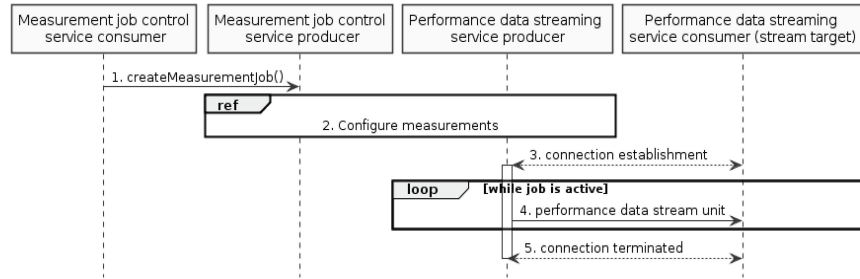 Measurement job control
service consumer
Measurement job control
service producer
Performance data streaming
service producer
Performance data streaming
service consumer (stream target)
1. createMeasurementJob()
ref
2. Configure measurements
3. connection establishment
loop [while job is active]
4. performance data stream unit
5. connection terminated